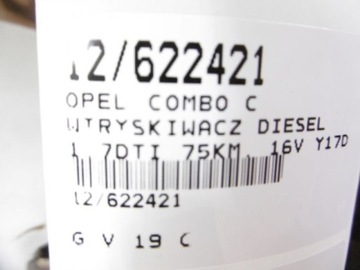 12/622421
OPEL COMBO C
WTRYSKIWACZ DIESEL
1.7DTI 75KM, 16V Y17D
12/622421
G V 19 C